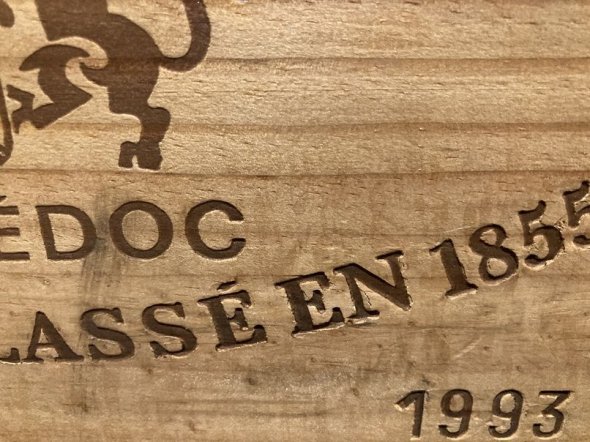 ÉDOC
LASSÉ EN 1855
1993